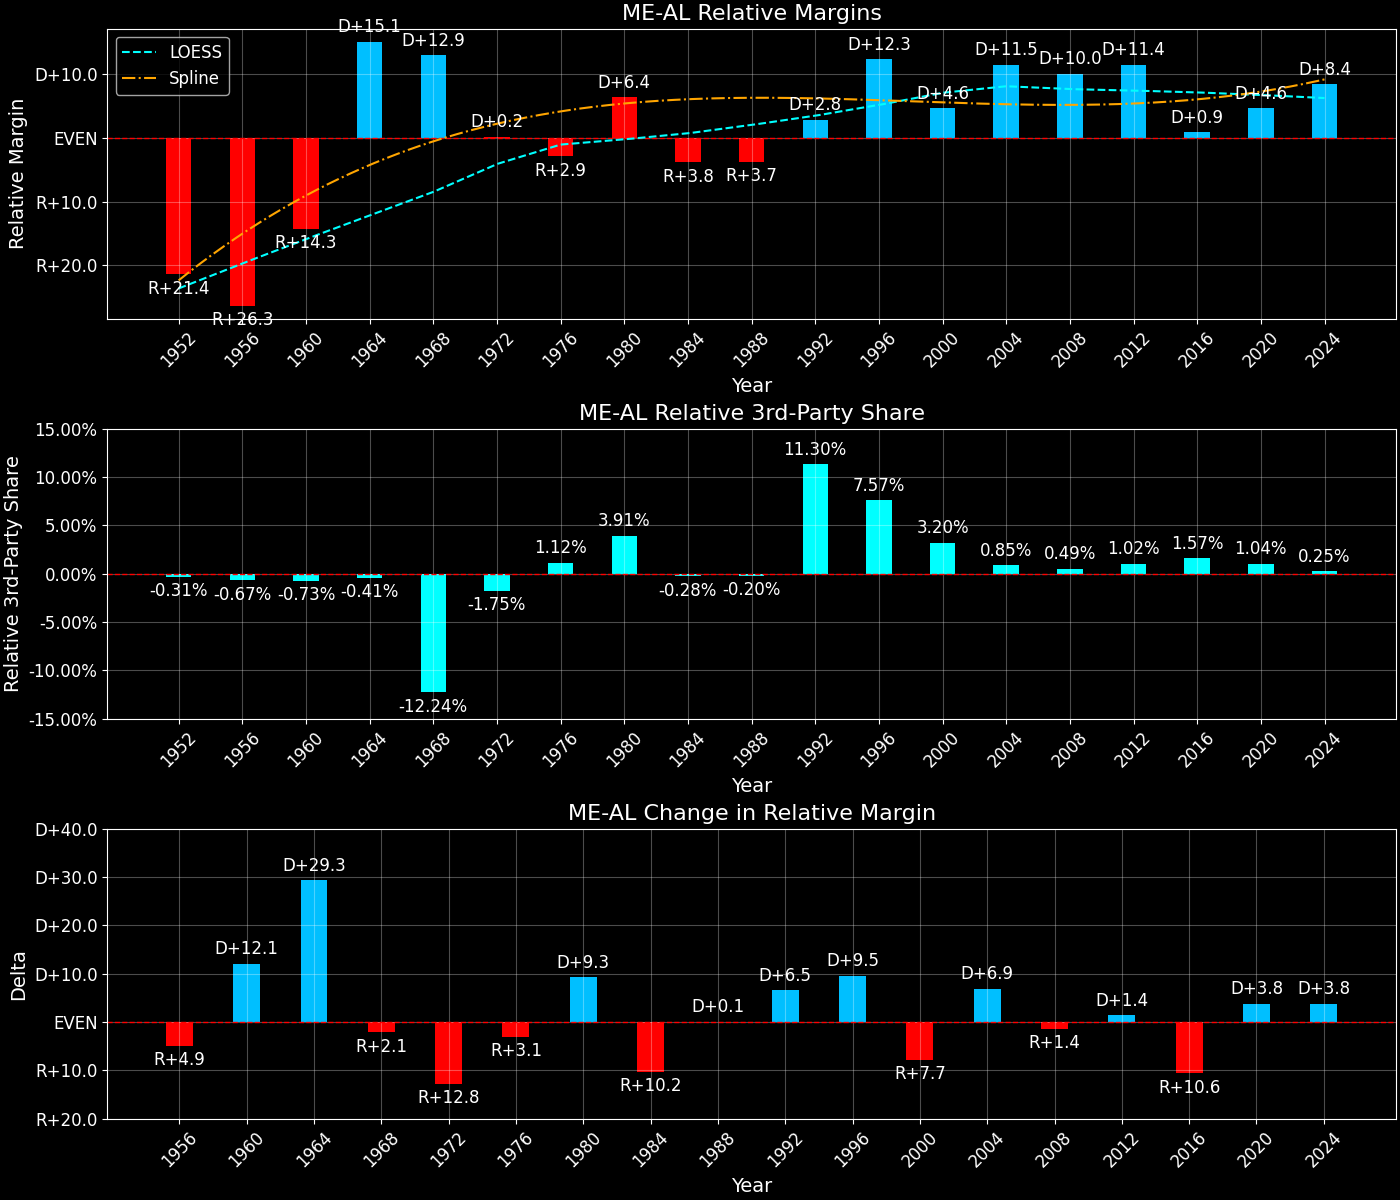 ME-AL Relative Margins
LOESS
Spline
Relative Margin
D+10.0
EVEN
R+10.0
R+20.0
R+21.4
R+26.3
R+14.3
D+15.1
D+12.9
D+0.2
R+2.9
D+6.4
R+3.8
R+3.7
D+2.8
D+12.3
D+4.6
D+11.5
D+10.0
D+11.4
D+0.9
D+4.6
D+8.4
1952
1956
1960
1964
1968
1972
1976
1980
1984
1988
1992
1996
2000
2004
2008
2012
2016
2020
2024
Year
ME-AL Relative 3rd-Party Share
Relative 3rd-Party Share
15.00%
10.00%
5.00%
0.00%
-5.00%
-10.00%
-15.00%
-0.31%
-0.67%
-0.73%
-0.41%
-12.24%
-1.75%
1.12%
3.91%
-0.28%
-0.20%
11.30%
7.57%
3.20%
0.85%
0.49%
1.02%
1.57%
1.04%
0.25%
1952
1956
1960
1964
1968
1972
1976
1980
1984
1988
1992
1996
2000
2004
2008
2012
2016
2020
2024
Year
ME-AL Change in Relative Margin
Delta
D+40.0
D+30.0
D+20.0
D+10.0
EVEN
R+10.0
R+20.0
R+4.9
D+12.1
D+29.3
R+2.1
R+12.8
R+3.1
D+9.3
R+10.2
D+0.1
D+6.5
D+9.5
R+7.7
D+6.9
R+1.4
D+1.4
R+10.6
D+3.8
D+3.8
1956
1960
1964
1968
1972
1976
1980
1984
1988
1992
1996
2000
2004
2008
2012
2016
2020
2024
Year